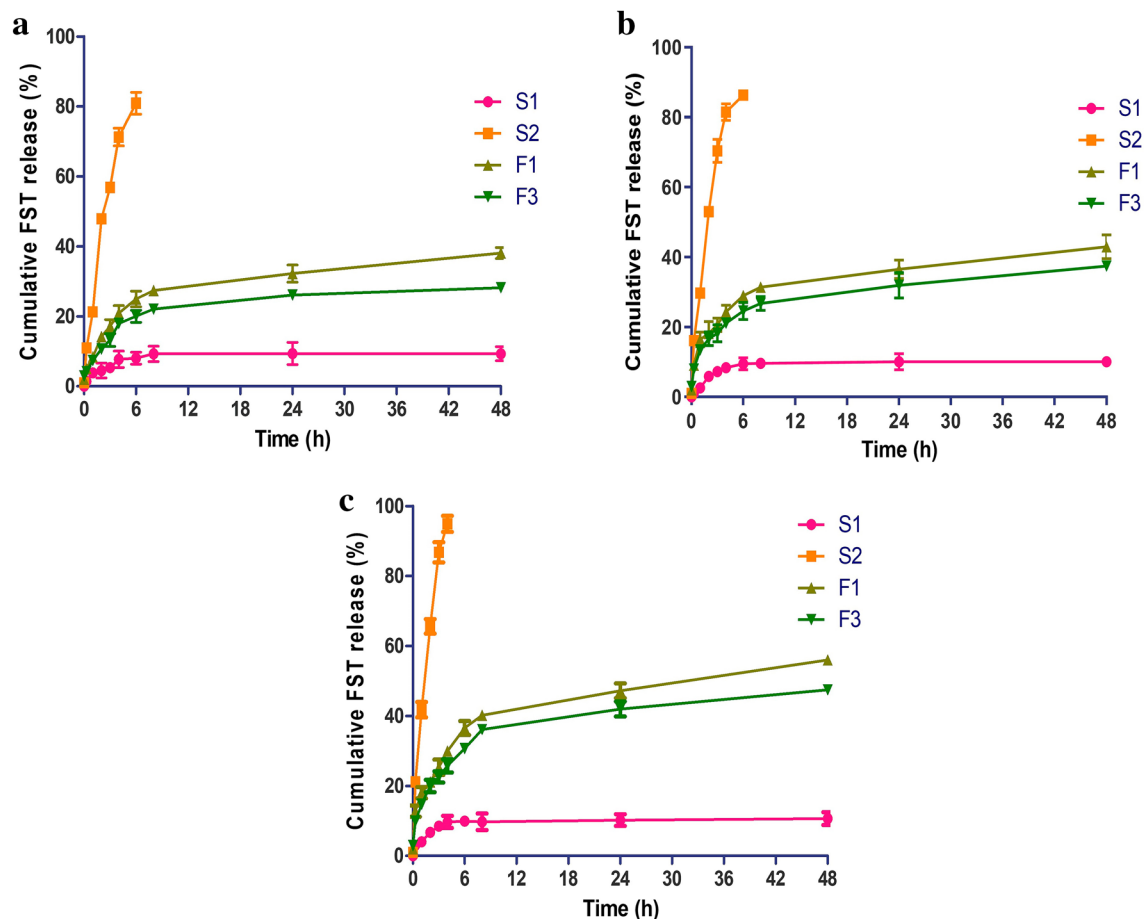 a
Cumulative FST release (%)
100
80
60
40
20
0
0 6 12 18 24 30 36 42 48
Time (h)
S1
S2
F1
F3
b
Cumulative FST release (%)
100
80
60
40
20
0
0 6 12 18 24 30 36 42 48
Time (h)
S1
S2
F1
F3
c
Cumulative FST release (%)
100
80
60
40
20
0
0 6 12 18 24 30 36 42 48
Time (h)
S1
S2
F1
F3